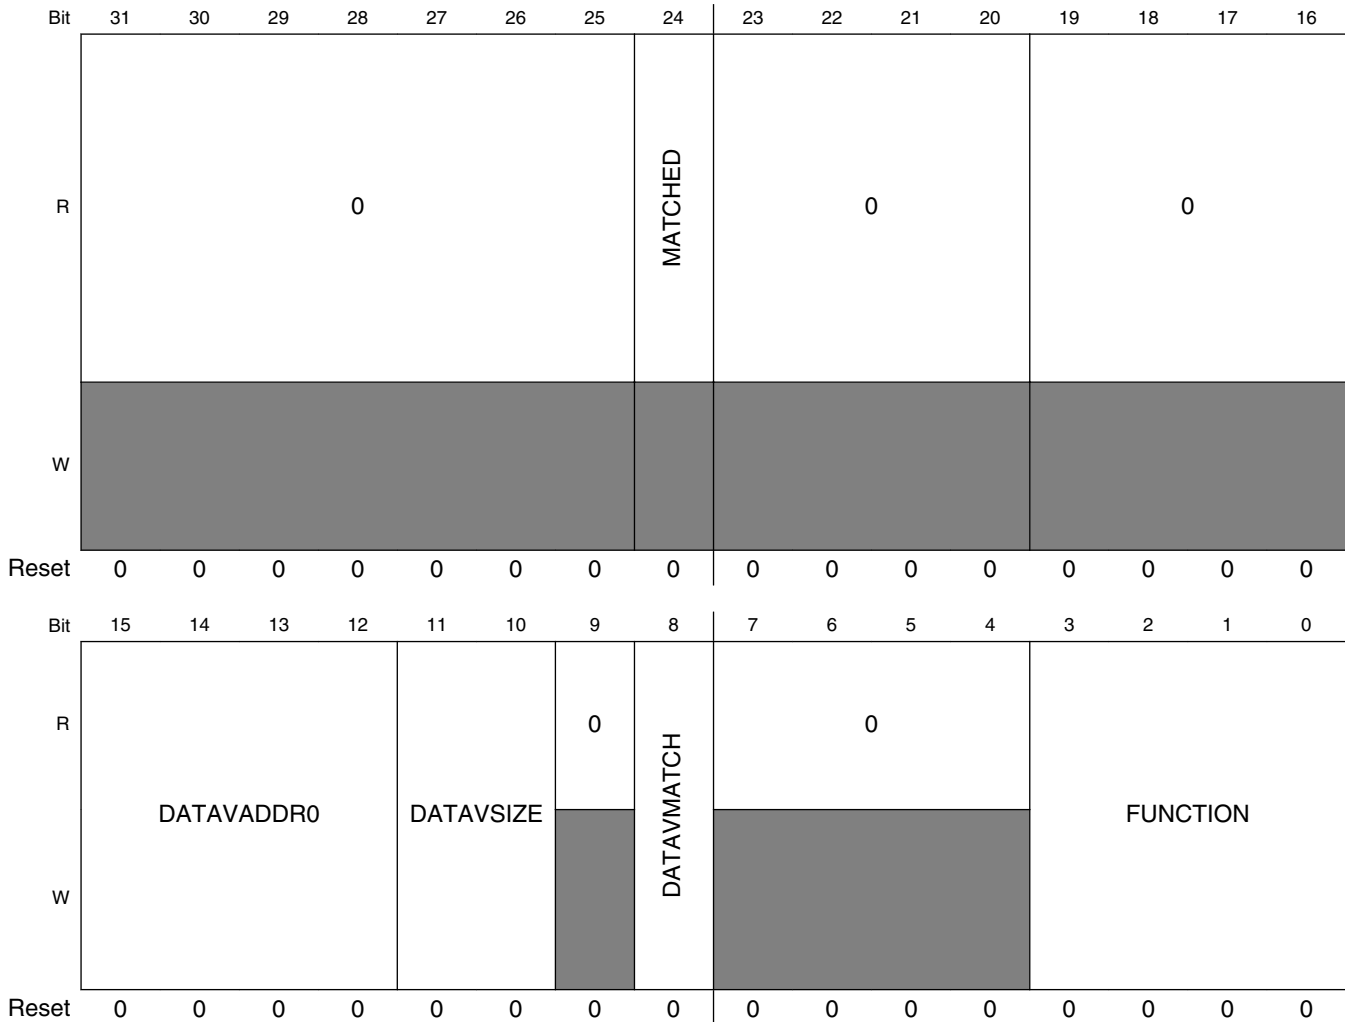 Bit 31 30 29 28 27 26 25 24 23 22 21 20 19 18 17 16
R 0 MATCHED 0 0
W
Reset 0 0 0 0 0 0 0 0 0 0 0 0 0 0 0 0
Bit 15 14 13 12 11 10 9 8 7 6 5 4 3 2 1 0
R 0 0
DATAVADDR0 DATAVSIZE DATAVMATCH FUNCTION
W
Reset 0 0 0 0 0 0 0 0 0 0 0 0 0 0 0 0